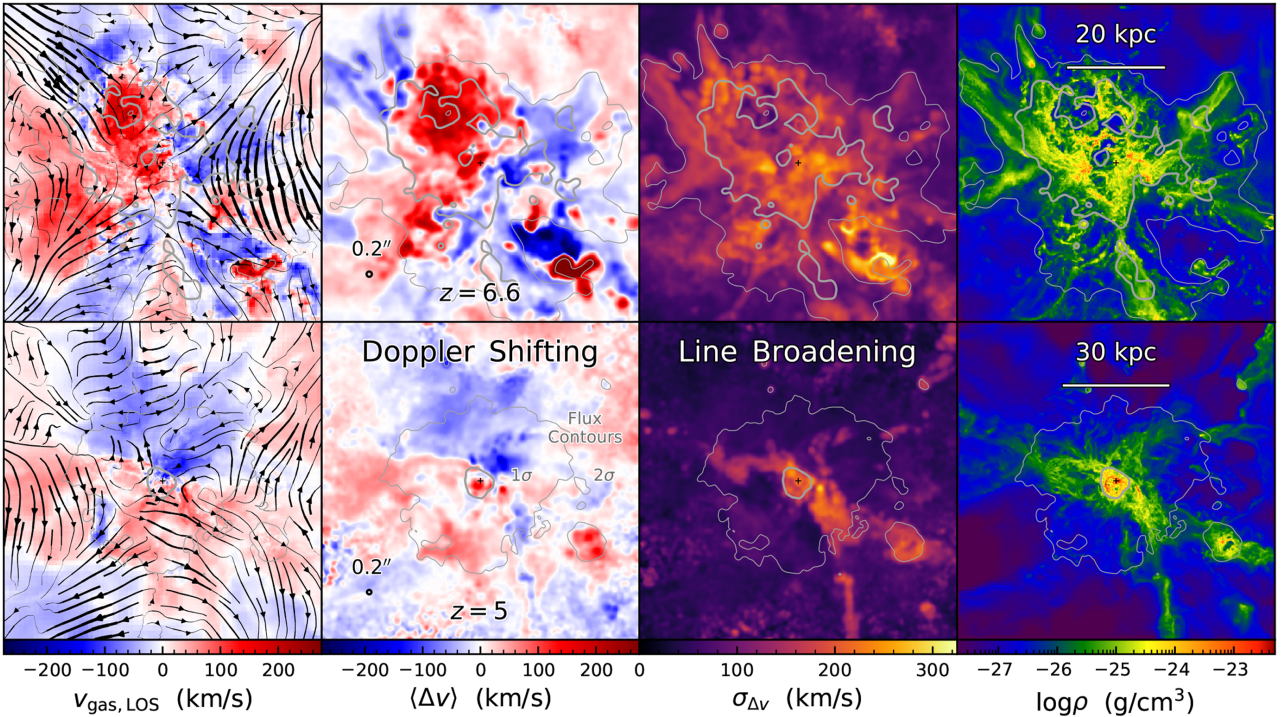 20 kpc
0.2″
z = 6.6
Doppler Shifting
Line Broadening
30 kpc
Flux
Contours
1σ
2σ
0.2″
z = 5
−200 −100 0 100 200
−200 −100 0 100 200
0 100 200 300
−27 −26 −25 −24 −23
v_gas, LOS (km/s)
⟨Δv⟩ (km/s)
σ_Δv (km/s)
logρ (g/cm³)